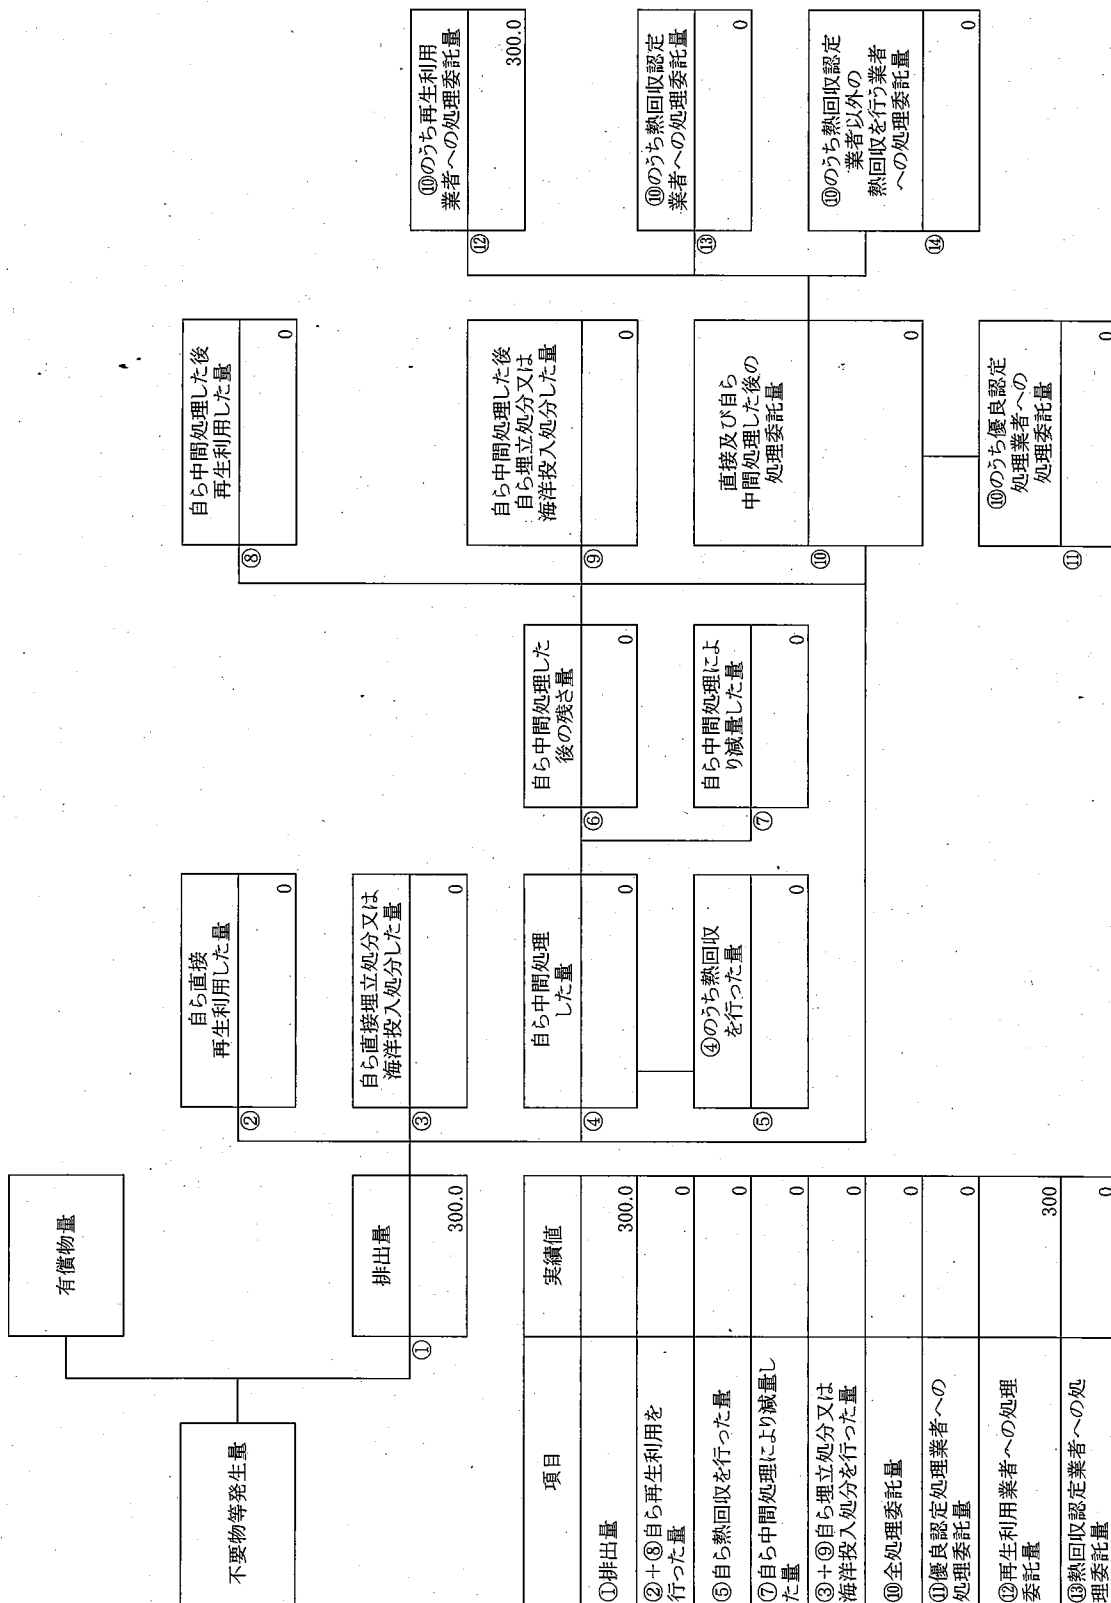 有償物量
不要物等発生量
排出量
①
300.0
自ら直接
再生利用した量
②
0
自ら直接埋立処分又は
海洋投入処分した量
③
0
自ら中間処理
した量
④
0
④のうち熱回収
を行った量
⑤
0
自ら中間処理した
後の残さ量
⑥
0
自ら中間処理によ
り減量した量
⑦
0
自ら中間処理した後
再生利用した量
⑧
0
自ら中間処理した後
自ら埋立処分又は
海洋投入処分した量
⑨
0
直接及び自ら
中間処理した後の
処理委託量
⑩
0
⑩のうち優良認定
処理業者への
処理委託量
⑪
0
⑩のうち再生利用
業者への処理委託量
⑫
300.0
⑩のうち熱回収認定
業者への処理委託量
⑬
0
⑩のうち熱回収認定
業者以外の
熱回収を行う業者
への処理委託量
⑭
0
項目
実績値
①排出量
300.0
②+⑧自ら再生利用を
行った量
0
⑤自ら熱回収を行った量
0
⑦自ら中間処理により減量し
た量
0
③+⑨自ら埋立処分又は
海洋投入処分を行った量
0
⑩全処理委託量
0
⑪優良認定処理業者への
処理委託量
0
⑫再生利用業者への処理
委託量
300
⑬熱回収認定業者への処
理委託量
0